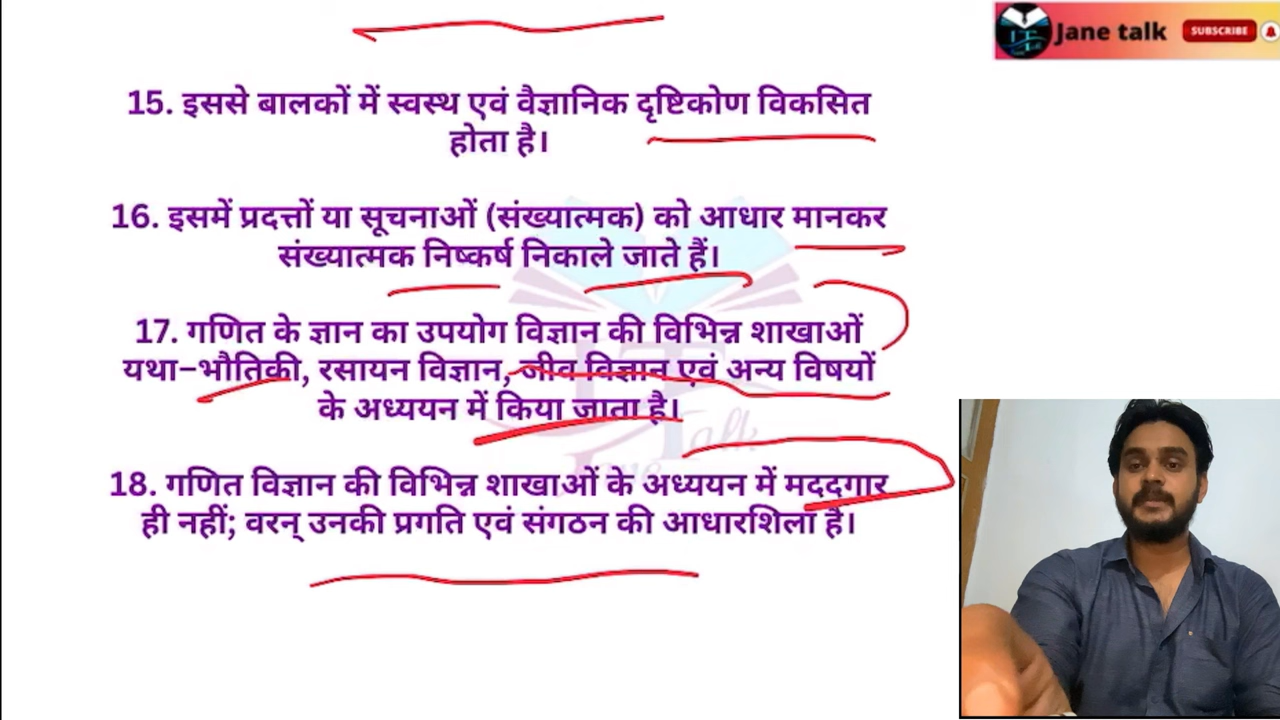 Jane talk SUBSCRIBE
15. इससे बालकों में स्वस्थ एवं वैज्ञानिक दृष्टिकोण विकसित
होता है।
16. इसमें प्रदत्तों या सूचनाओं (संख्यात्मक) को आधार मानकर
संख्यात्मक निष्कर्ष निकाले जाते हैं।
17. गणित के ज्ञान का उपयोग विज्ञान की विभिन्न शाखाओं
यथा–भौतिकी, रसायन विज्ञान, जीव विज्ञान एवं अन्य विषयों
के अध्ययन में किया जाता है।
18. गणित विज्ञान की विभिन्न शाखाओं के अध्ययन में मददगार
ही नहीं; वरन् उनकी प्रगति एवं संगठन की आधारशिला है।